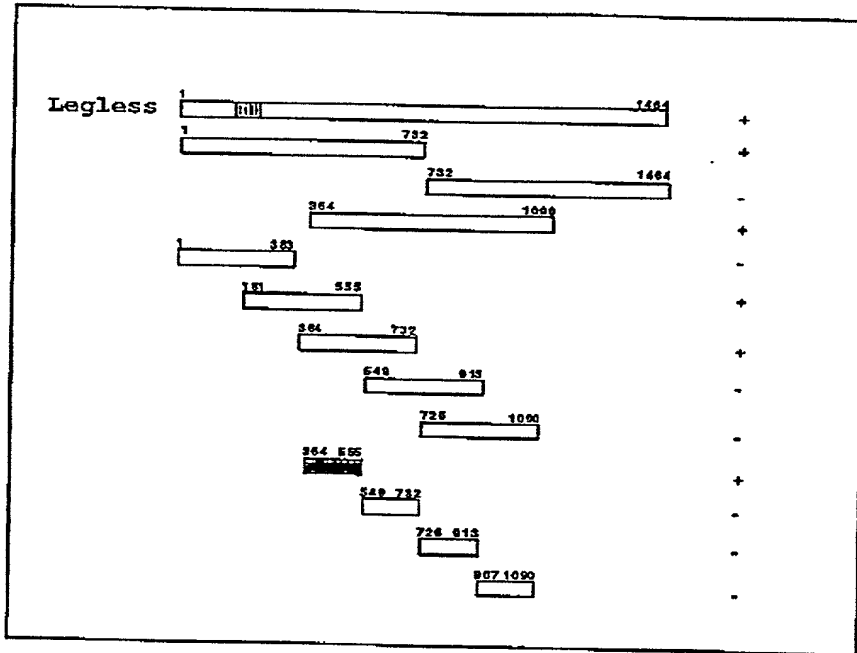 1
Legless 1464 +
1 732 +
732 1464 -
364 1090 +
1 383 -
181 555 +
364 732 +
549 913 -
726 1090 -
364 555 +
549 732 -
726 913 -
907 1090 -